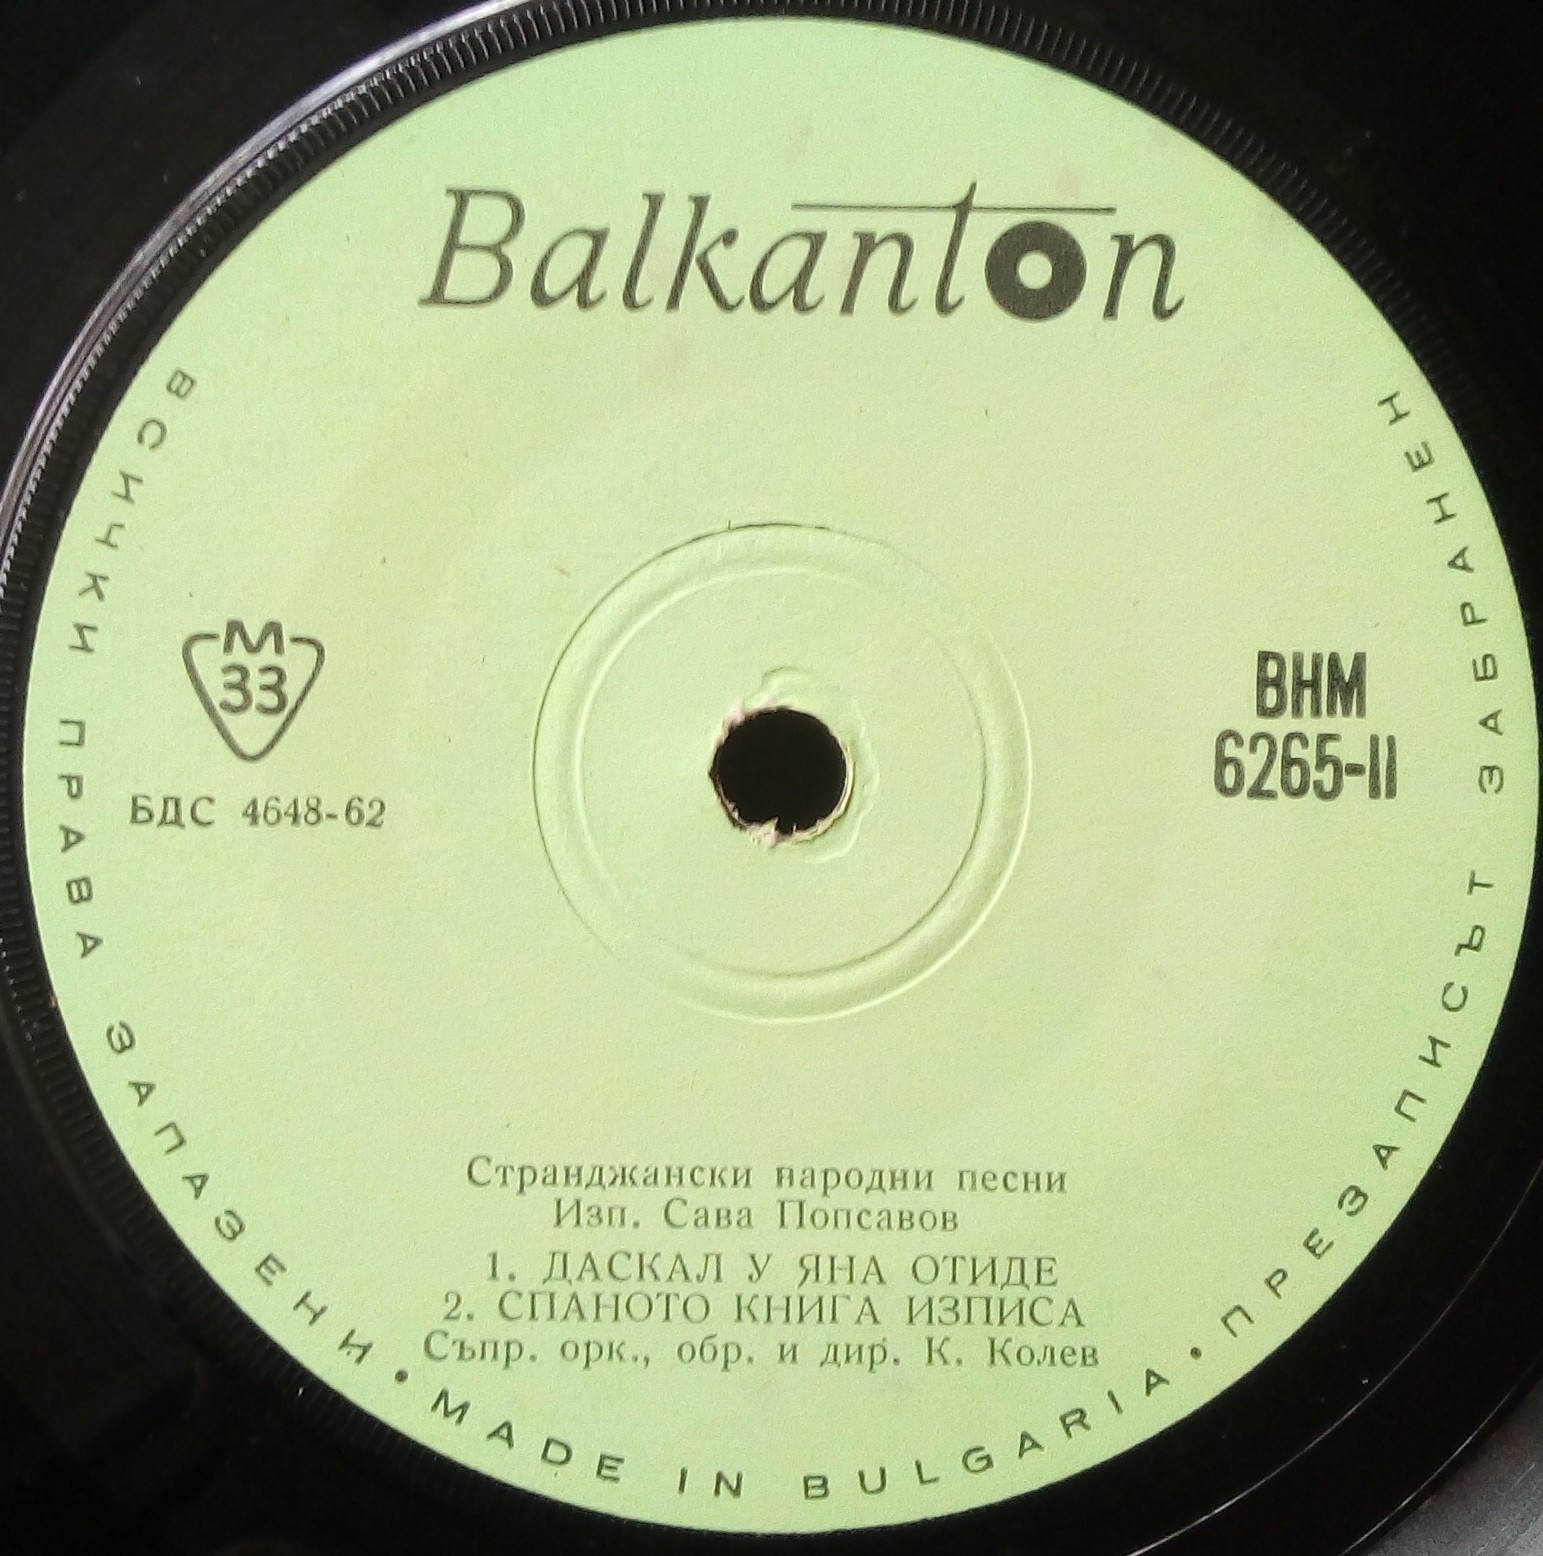 Balkanton
М
33
БДС 4648-62
ВНМ
6265-II
Странджански народни песни
Изп. Сава Попсавов
1. ДАСКАЛ У ЯНА ОТИДЕ
2. СПАНОТО КНИГА ИЗПИСА
Съпр. орк., обр. и дир. К. Колев
ВСИЧКИ ПРАВА ЗАПАЗЕНИ • MADE IN BULGARIA • ПРЕЗАПИСЪТ ЗАБРАНЕН